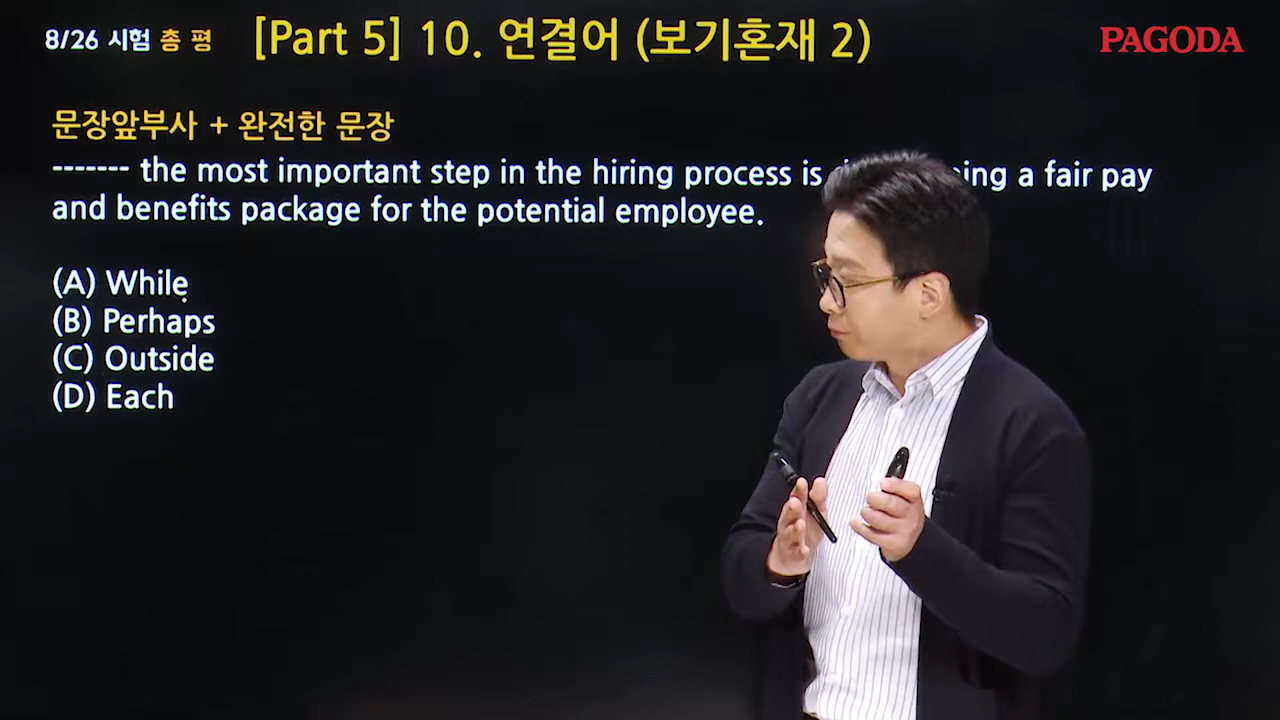 8/26 시험 총 평
[Part 5] 10. 연결어 (보기혼재 2)
PAGODA
문장앞부사 + 완전한 문장
------- the most important step in the hiring process is a fair pay
and benefits package for the potential employee.
(A) While
(B) Perhaps
(C) Outside
(D) Each